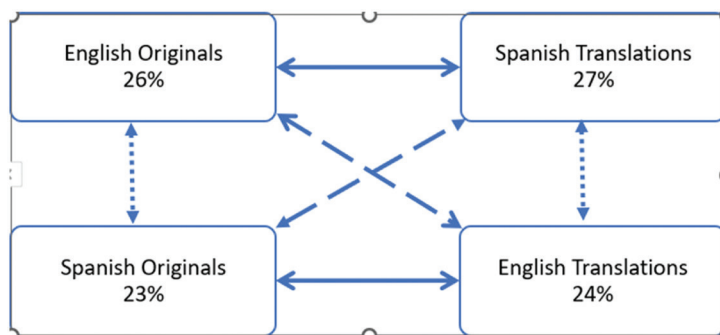 English Originals
26%
Spanish Translations
27%
Spanish Originals
23%
English Translations
24%